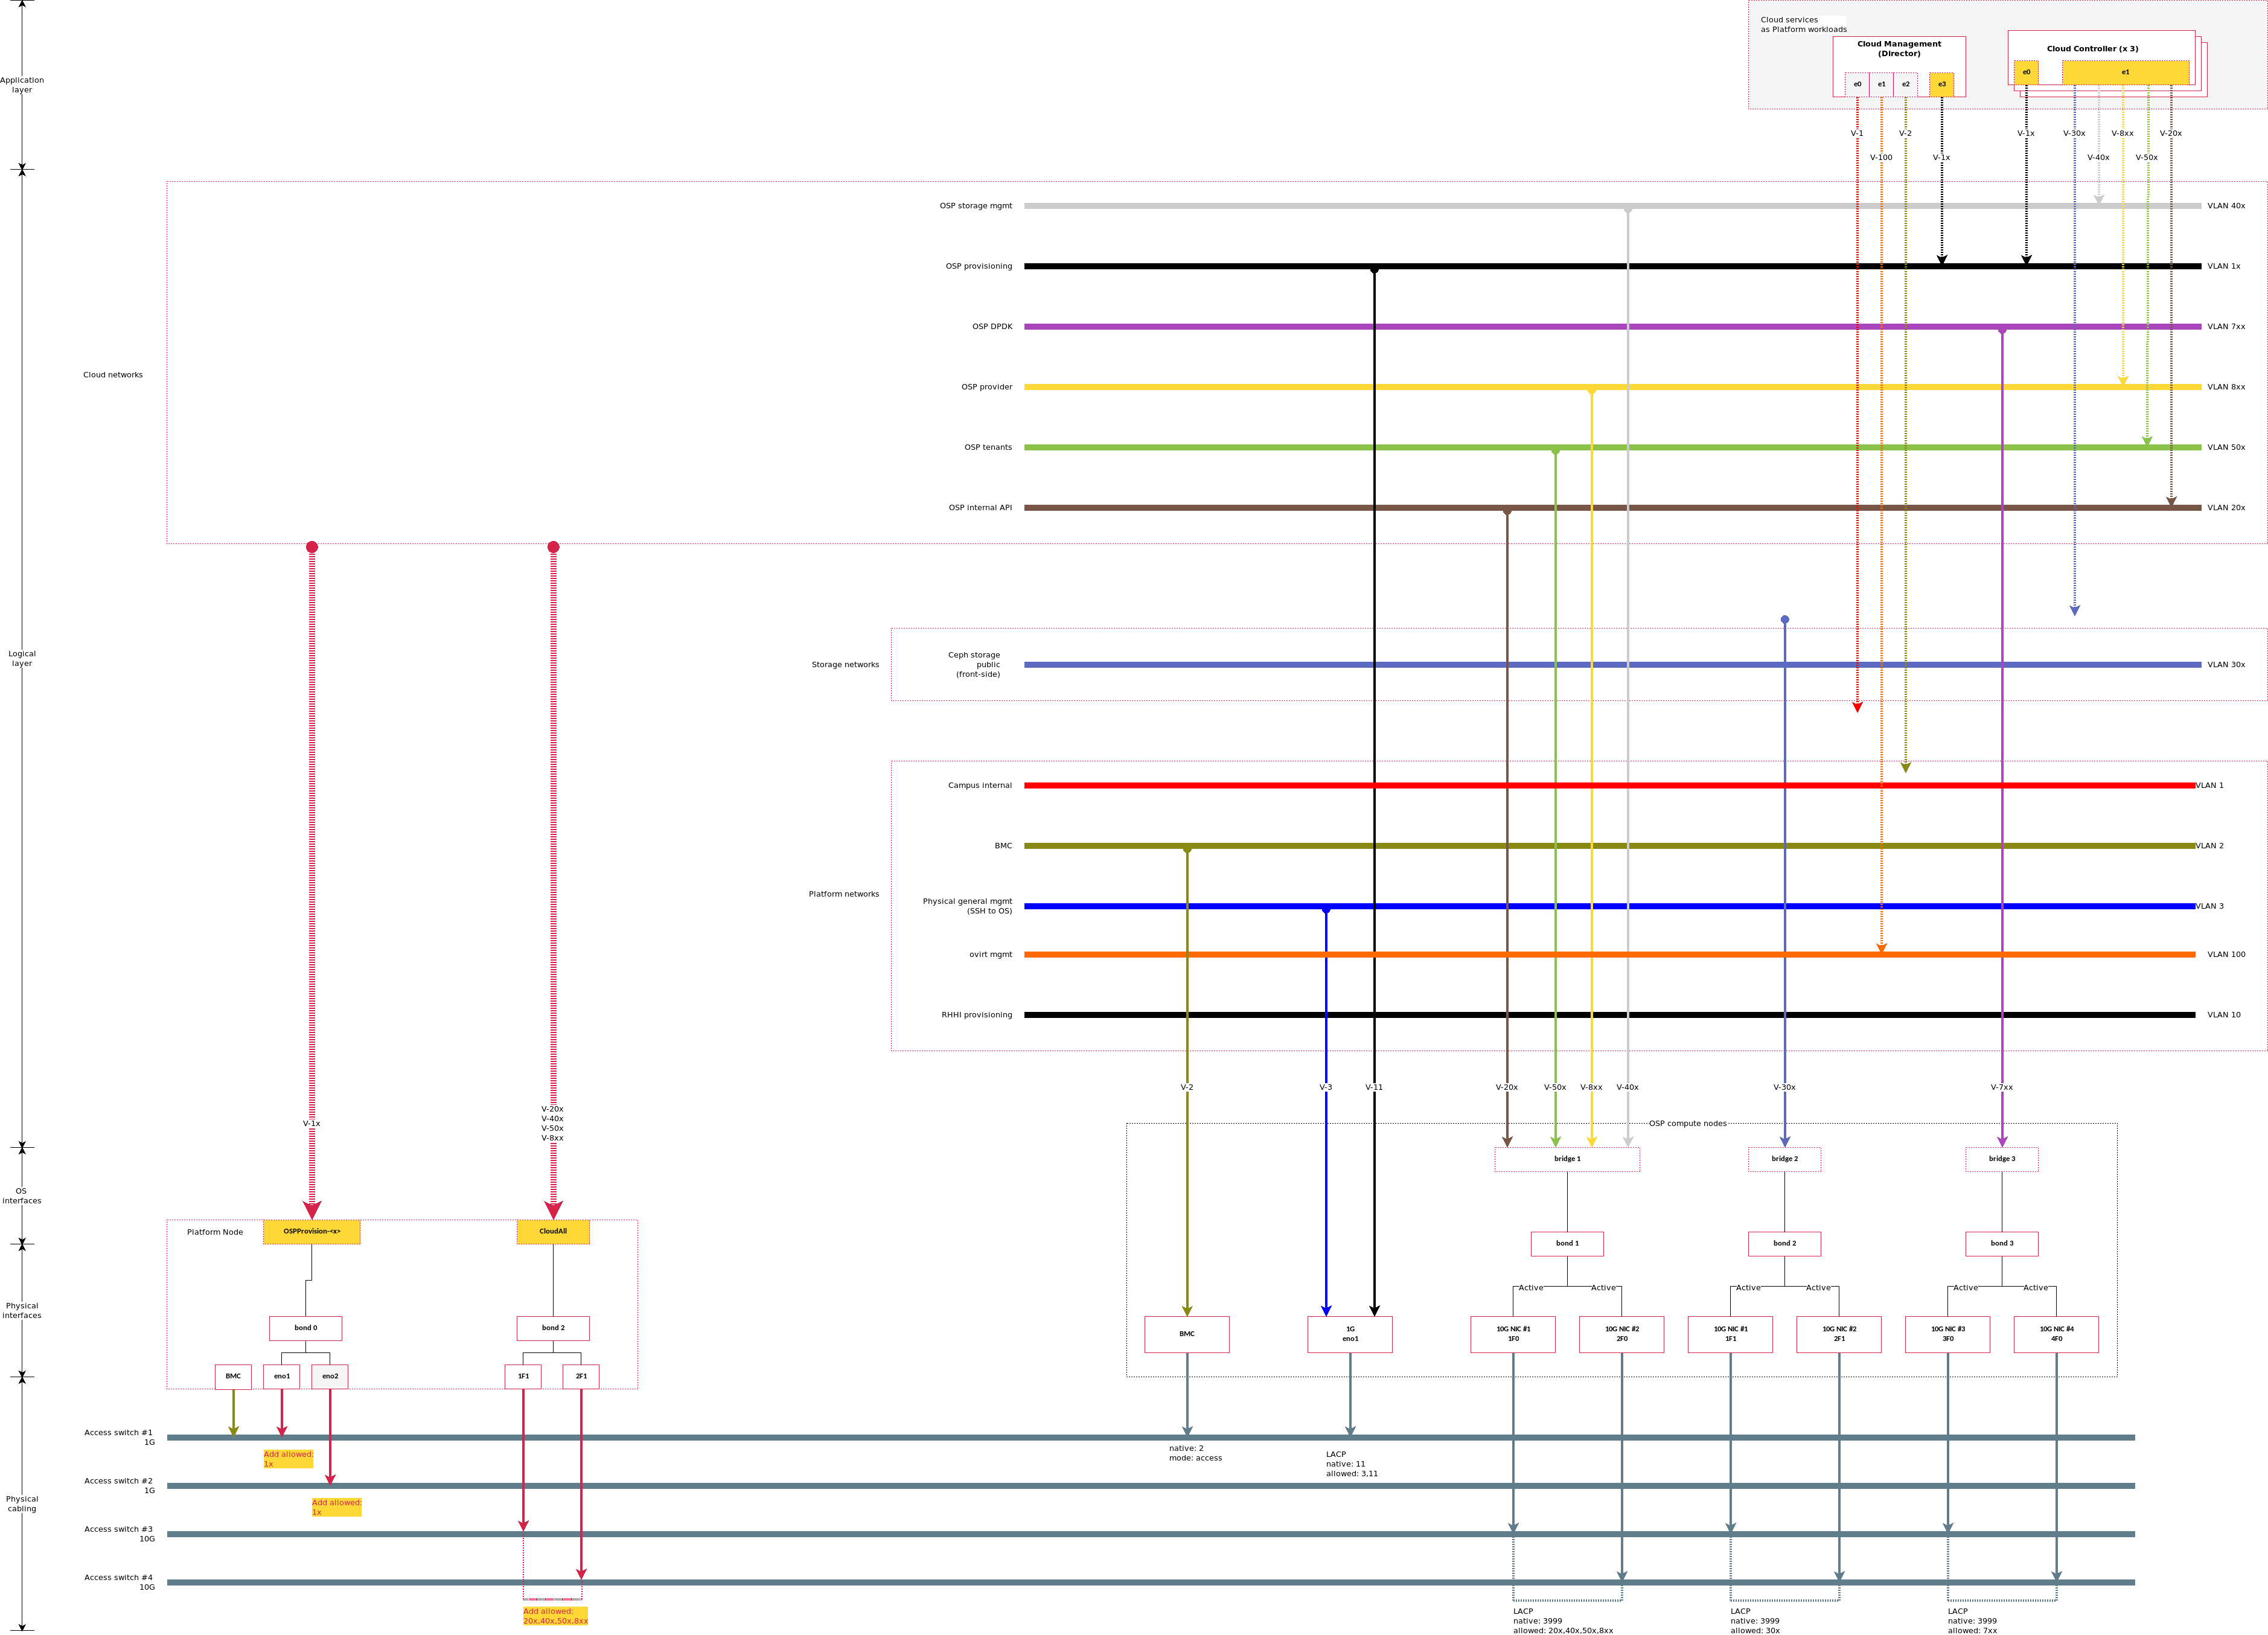 Cloud services
as Platform workloads
Cloud Management
(Director)
e0
e1
e2
e3
Cloud Controller (x 3)
e0
e1
Application
layer
V-1
V-2
V-1x
V-30x
V-8xx
V-20x
V-100
V-1x
V-40x
V-50x
OSP storage mgmt
VLAN 40x
OSP provisioning
VLAN 1x
OSP DPDK
VLAN 7xx
Cloud networks
OSP provider
VLAN 8xx
OSP tenants
VLAN 50x
OSP internal API
VLAN 20x
Logical
layer
Storage networks
Ceph storage
public
(front-side)
VLAN 30x
Campus internal
VLAN 1
BMC
VLAN 2
Platform networks
Physical general mgmt
(SSH to OS)
VLAN 3
ovirt mgmt
VLAN 100
RHHI provisioning
VLAN 10
V-2
V-3
V-11
V-20x
V-50x
V-8xx
V-40x
V-30x
V-7xx
V-1x
V-20x
V-40x
V-50x
V-8xx
OSP compute nodes
bridge 1
bridge 2
bridge 3
OS
interfaces
Platform Node
OSPProvision-<x>
CloudAll
bond 1
bond 2
bond 3
Active
Active
Active
Active
Active
Active
Physical
interfaces
bond 0
bond 2
BMC
1G
eno1
10G NIC #1
1F0
10G NIC #2
2F0
10G NIC #1
1F1
10G NIC #2
2F1
10G NIC #3
3F0
10G NIC #4
4F0
BMC
eno1
eno2
1F1
2F1
Access switch #1
1G
Add allowed:
1x
native: 2
mode: access
LACP
native: 11
allowed: 3,11
Access switch #2
1G
Add allowed:
1x
Physical
cabling
Access switch #3
10G
Access switch #4
10G
Add allowed:
20x,40x,50x,8xx
LACP
native: 3999
allowed: 20x,40x,50x,8xx
LACP
native: 3999
allowed: 30x
LACP
native: 3999
allowed: 7xx